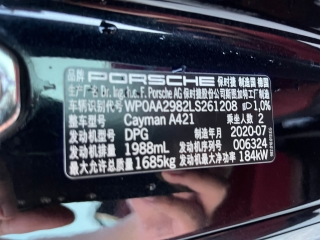 品牌 PORSCHE 保时捷 制造国 德国
生产厂名 Dr. Ing. h.c. F. Porsche AG 保时捷股份公司斯图加特工厂制造
车辆识别代号 WP0AA2982LS261208 1,0%
整车型号 Cayman A421 乘坐人数 2
发动机型号 DPG 制造年月 2020-07
发动机排量 1988mL 发动机号 006324
最大允许总质量 1685kg 发动机最大净功率 184kW